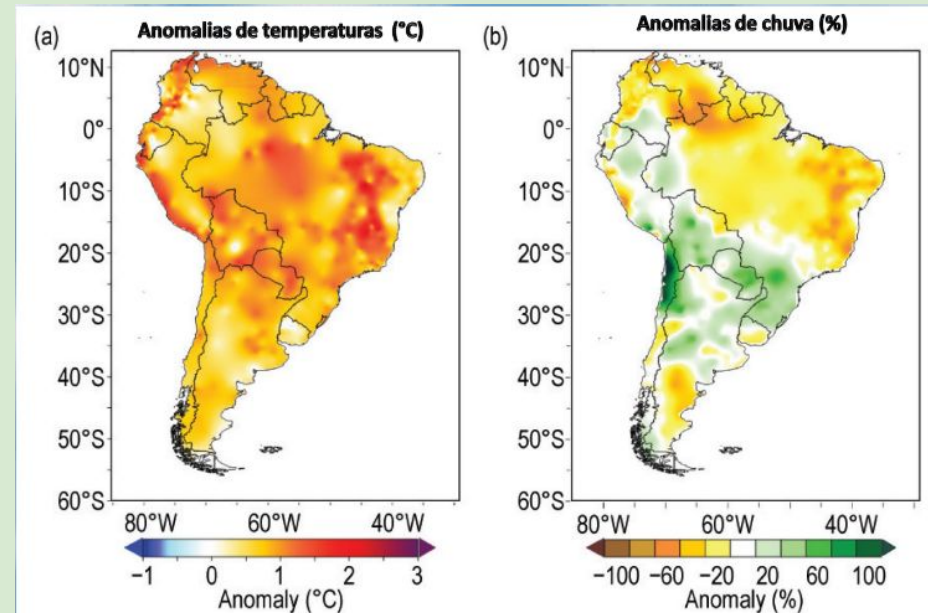 (a) Anomalias de temperaturas (°C)
10°N
0°
10°S
20°S
30°S
40°S
50°S
60°S
80°W 60°W 40°W
−1 0 1 2 3
Anomaly (°C)
(b) Anomalias de chuva (%)
10°N
0°
10°S
20°S
30°S
40°S
50°S
60°S
80°W 60°W 40°W
−100 −60 −20 20 60 100
Anomaly (%)